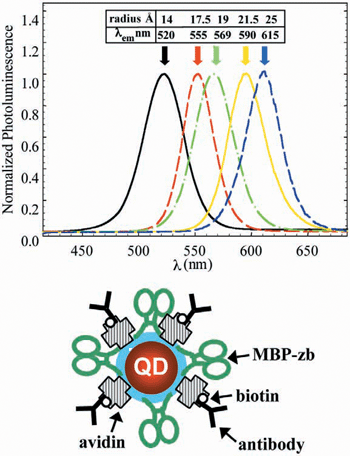 radius Å 14 17.5 19 21.5 25
λem nm 520 555 569 590 615
Normalized Photoluminescence
1.4
1.2
1.0
0.8
0.6
0.4
0.2
0.0
450 500 550 600 650
λ (nm)
QD
MBP-zb
biotin
avidin
antibody